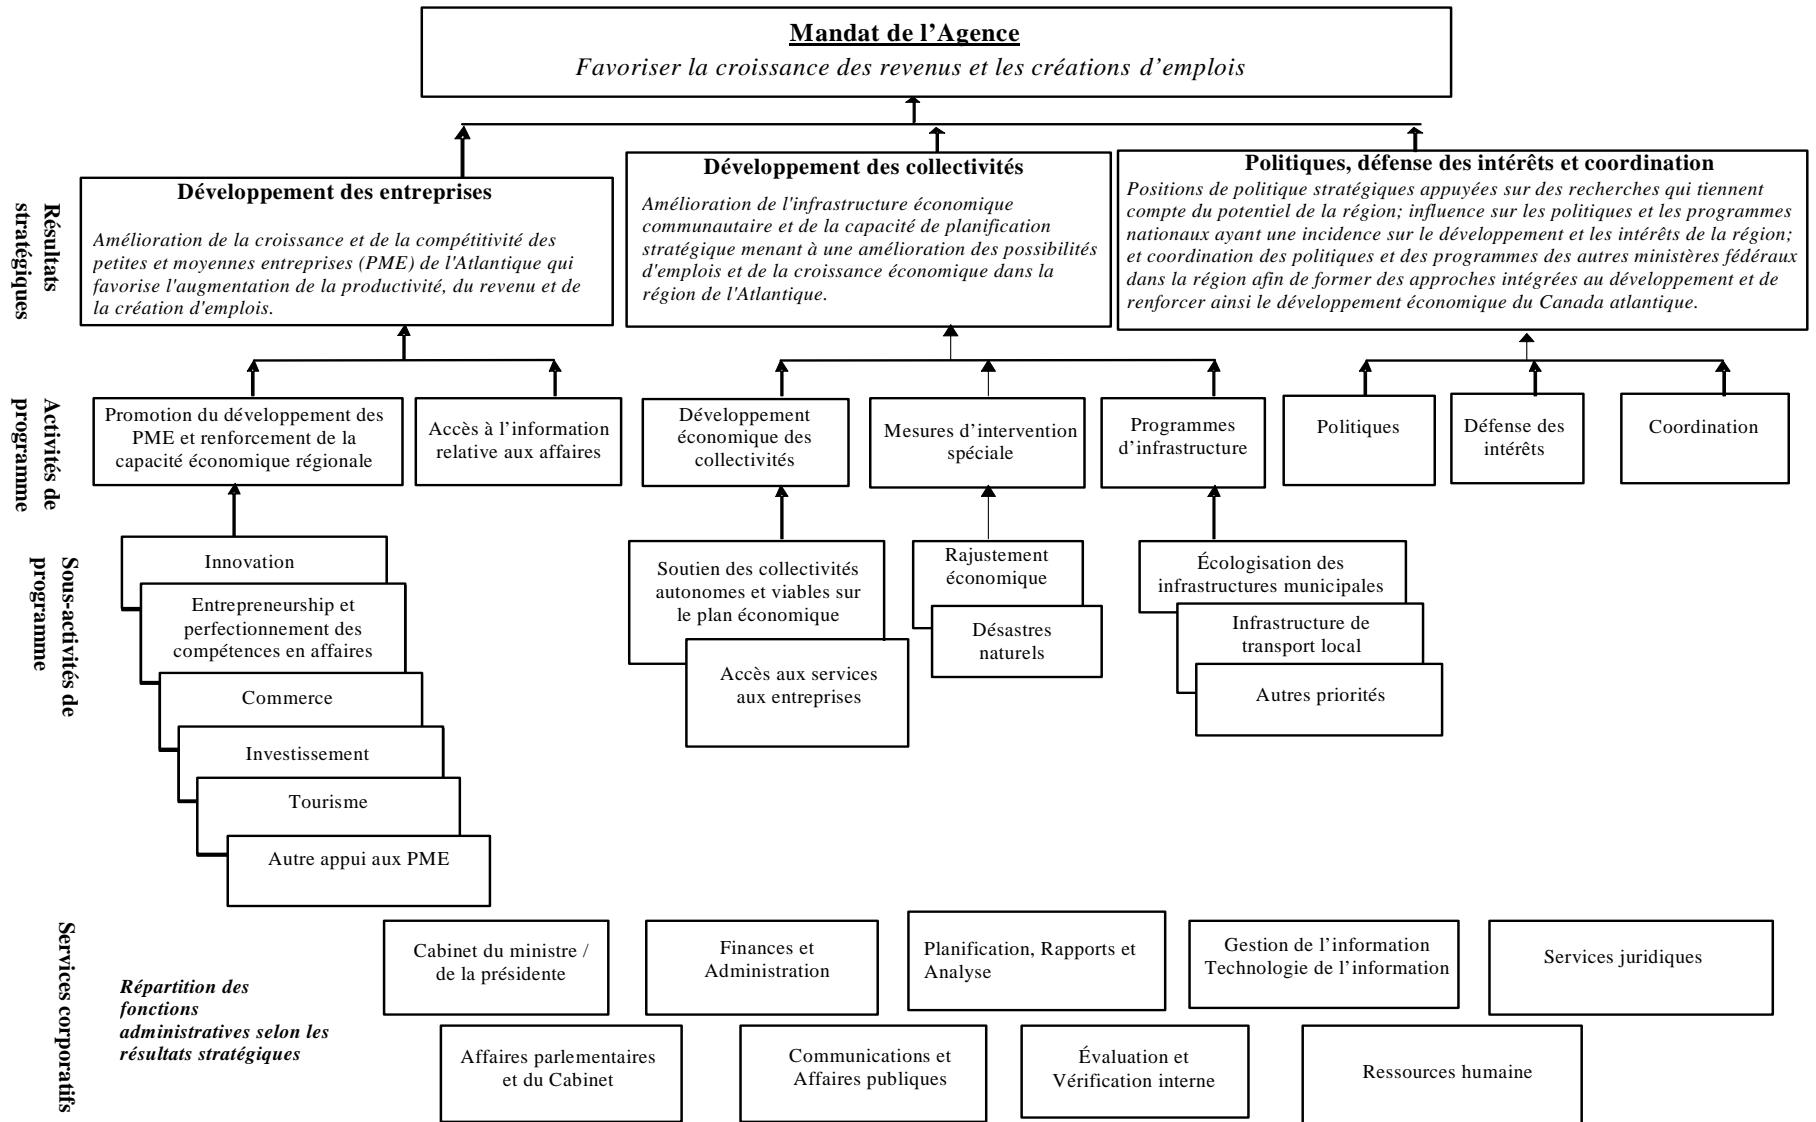 Mandat de l’Agence
Favoriser la croissance des revenus et les créations d’emplois
Résultats
stratégiques
Développement des entreprises
Amélioration de la croissance et de la compétitivité des
petites et moyennes entreprises (PME) de l'Atlantique qui
favorise l'augmentation de la productivité, du revenu et de
la création d'emplois.
Développement des collectivités
Amélioration de l'infrastructure économique
communautaire et de la capacité de planification
stratégique menant à une amélioration des possibilités
d'emplois et de la croissance économique dans la
région de l'Atlantique.
Politiques, défense des intérêts et coordination
Positions de politique stratégiques appuyées sur des recherches qui tiennent
compte du potentiel de la région; influence sur les politiques et les programmes
nationaux ayant une incidence sur le développement et les intérêts de la région;
et coordination des politiques et des programmes des autres ministères fédéraux
dans la région afin de former des approches intégrées au développement et de
renforcer ainsi le développement économique du Canada atlantique.
Activités de
programme
Promotion du développement des
PME et renforcement de la
capacité économique régionale
Accès à l’information
relative aux affaires
Développement
économique des
collectivités
Mesures d’intervention
spéciale
Programmes
d’infrastructure
Politiques
Défense des
intérêts
Coordination
Sous-activités de
programme
Innovation
Entrepreneurship et
perfectionnement des
compétences en affaires
Commerce
Investissement
Tourisme
Autre appui aux PME
Soutien des collectivités
autonomes et viables sur
le plan économique
Accès aux services
aux entreprises
Rajustement
économique
Désastres
naturels
Écologisation des
infrastructures municipales
Infrastructure de
transport local
Autres priorités
Services corporatifs
Répartition des
fonctions
administratives selon les
résultats stratégiques
Cabinet du ministre /
de la présidente
Finances et
Administration
Planification, Rapports et
Analyse
Gestion de l’information
Technologie de l’information
Services juridiques
Affaires parlementaires
et du Cabinet
Communications et
Affaires publiques
Évaluation et
Vérification interne
Ressources humaine